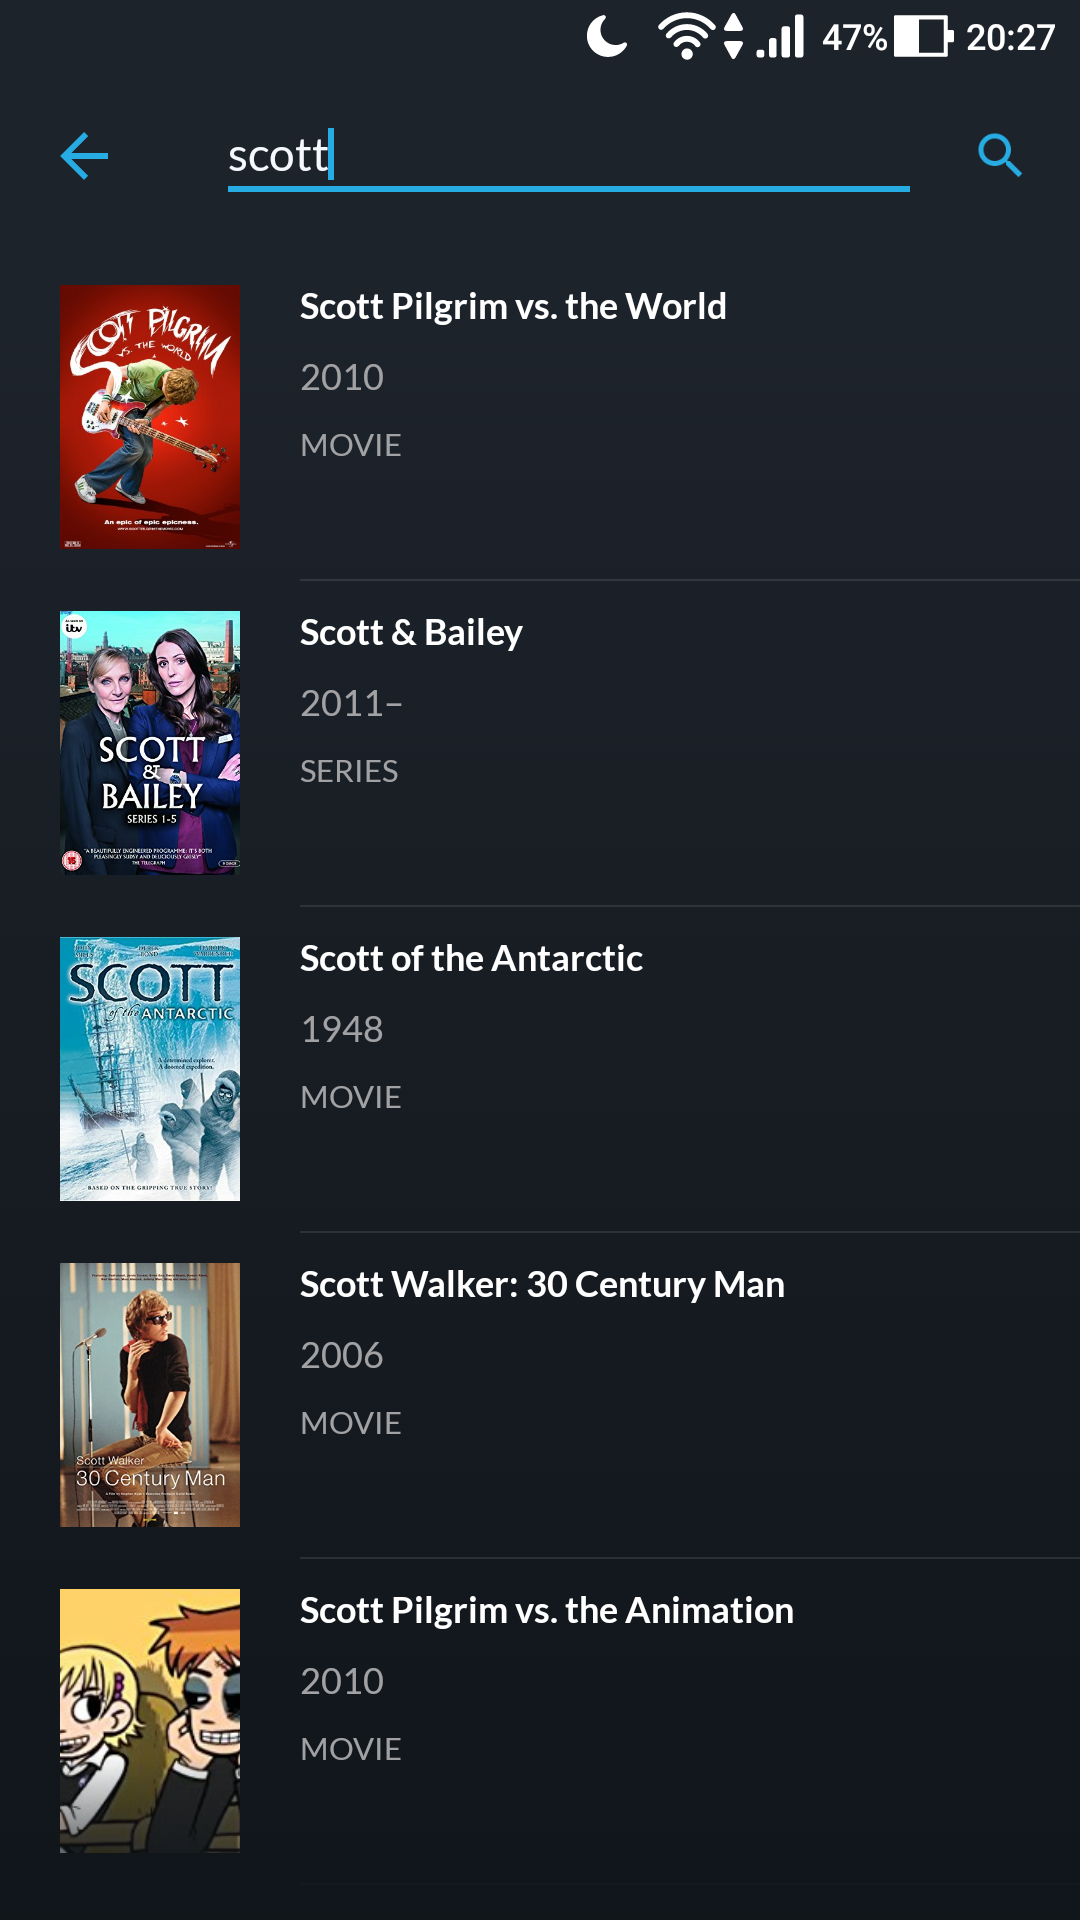 47% 20:27
scott
SCOTT PILGRIM
VS. THE WORLD
An epic of epic epicness.
WWW.SCOTTPILGRIMTHEMOVIE.COM
Scott Pilgrim vs. the World
2010
MOVIE
itv
SCOTT
&
BAILEY
SERIES 1-5
"A BEAUTIFULLY ENGINEERED PROGRAMME: IT'S BOTH
PLEASINGLY SUDSY AND DELICIOUSLY GRISLY"
THE TELEGRAPH
15
Scott & Bailey
2011–
SERIES
SCOTT
of the ANTARCTIC
A determined explorer.
A doomed expedition.
BASED ON THE GRIPPING TRUE STORY!
Scott of the Antarctic
1948
MOVIE
Scott Walker
30 Century Man
Scott Walker: 30 Century Man
2006
MOVIE
Scott Pilgrim vs. the Animation
2010
MOVIE